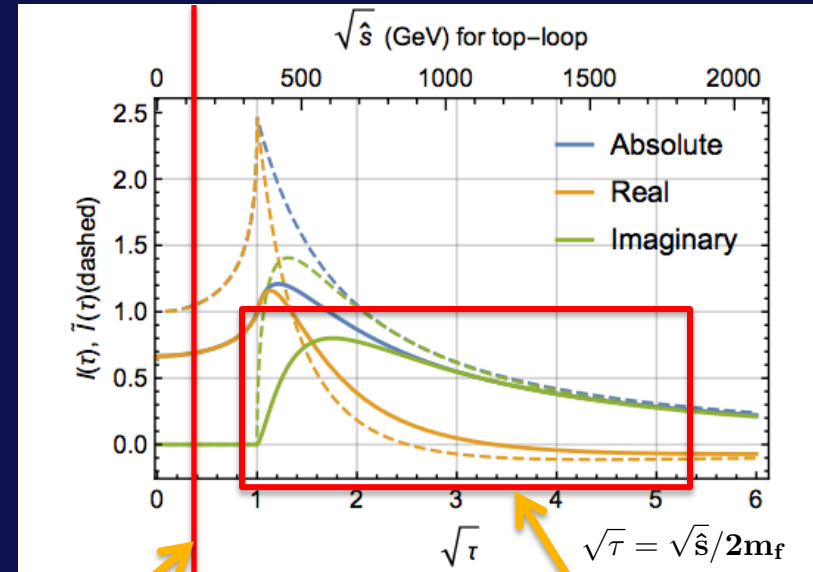 √ŝ (GeV) for top-loop
0 500 1000 1500 2000
2.5
2.0
1.5
1.0
0.5
0.0
I(τ), Ĩ(τ)(dashed)
Absolute
Real
Imaginary
0 1 2 3 4 5 6
√τ
√τ = √ŝ/2m_f